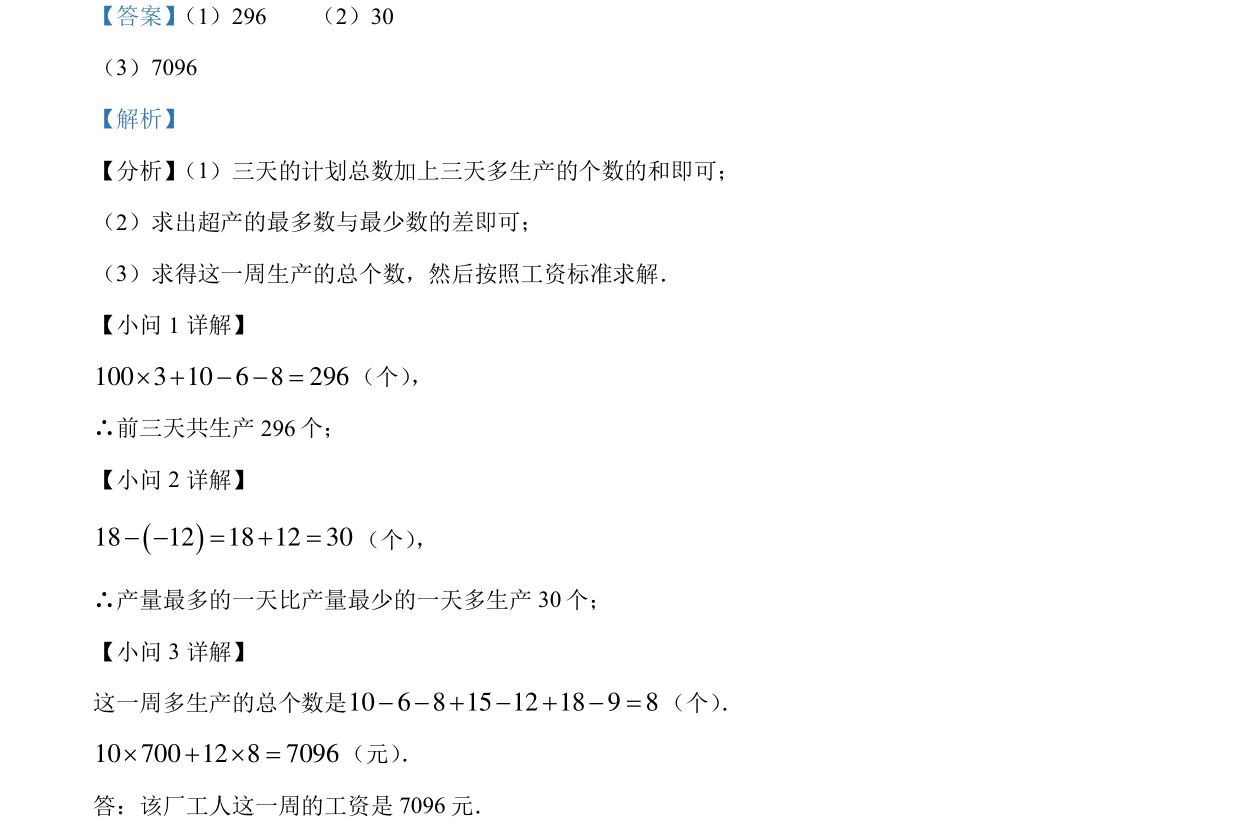 【答案】（1）296　　（2）30
（3）7096
【解析】
【分析】（1）三天的计划总数加上三天多生产的个数的和即可；
（2）求出超产的最多数与最少数的差即可；
（3）求得这一周生产的总个数，然后按照工资标准求解．
【小问 1 详解】
100×3+10−6−8=296（个），
∴前三天共生产 296 个；
【小问 2 详解】
18−(−12)=18+12=30（个），
∴产量最多的一天比产量最少的一天多生产 30 个；
【小问 3 详解】
这一周多生产的总个数是10−6−8+15−12+18−9=8（个）．
10×700+12×8=7096（元）．
答：该厂工人这一周的工资是 7096 元．